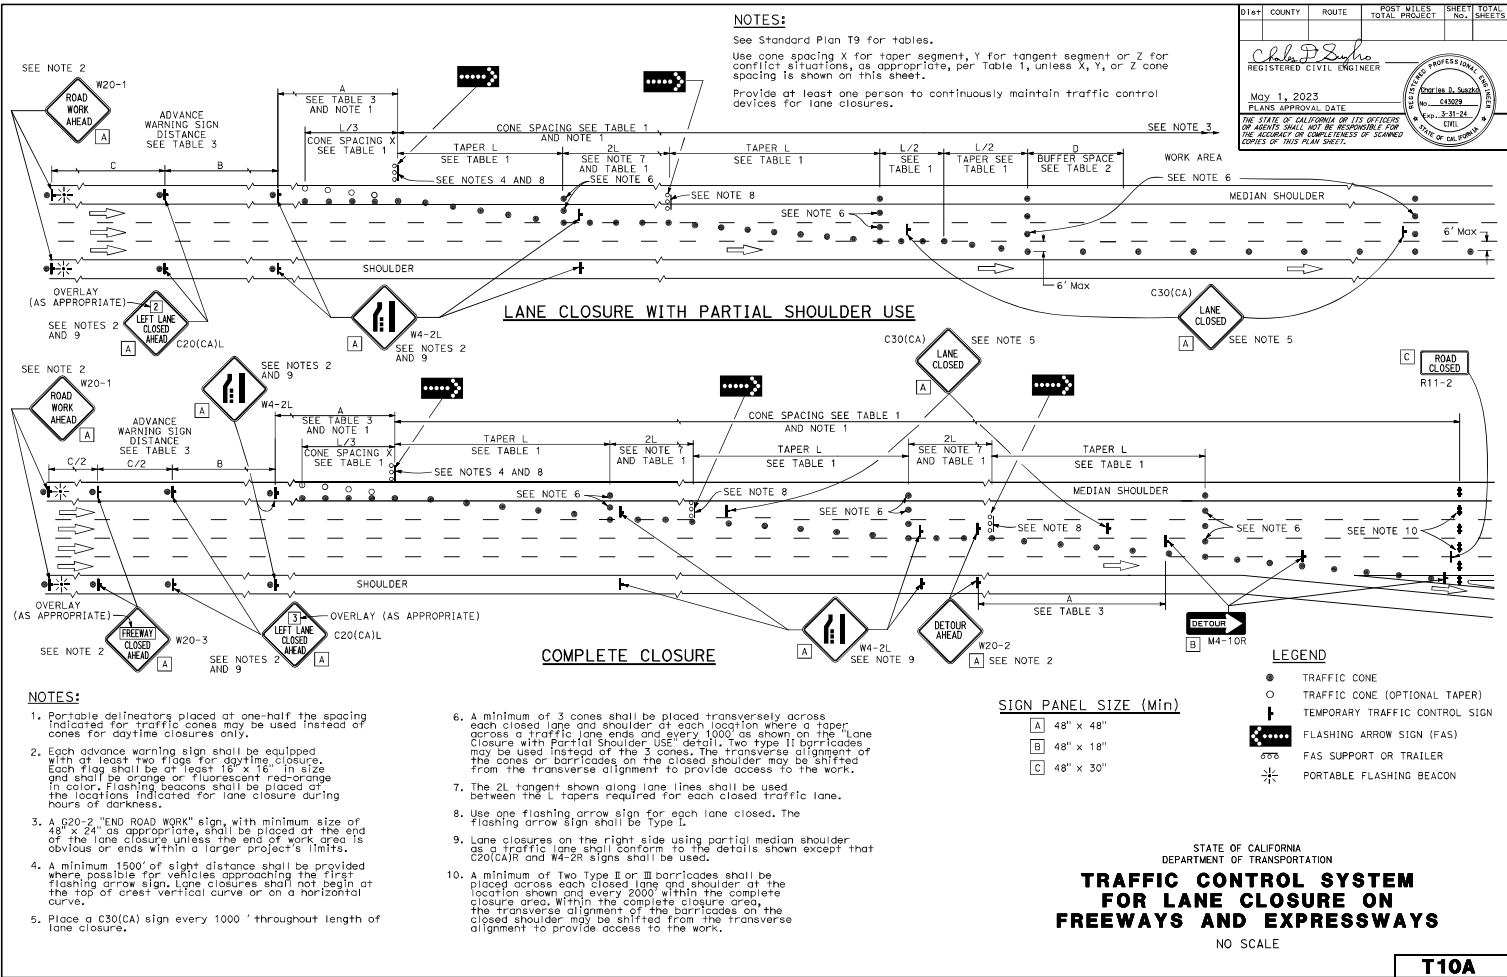 NOTES:
See Standard Plan T9 for tables.
Use cone spacing X for taper segment, Y for tangent segment or Z for
conflict situations, as appropriate, per Table 1, unless X, Y, or Z cone
spacing is shown on this sheet.
Provide at least one person to continuously maintain traffic control
devices for lane closures.
Dist COUNTY ROUTE POST MILES TOTAL PROJECT SHEET No. TOTAL SHEETS
REGISTERED CIVIL ENGINEER
May 1, 2023
PLANS APPROVAL DATE
THE STATE OF CALIFORNIA OR ITS OFFICERS
OR AGENTS SHALL NOT BE RESPONSIBLE FOR
THE ACCURACY OR COMPLETENESS OF SCANNED
COPIES OF THIS PLAN SHEET.
REGISTERED PROFESSIONAL ENGINEER
Charles D. Suszko
No. C43029
Exp. 3-31-24
CIVIL
STATE OF CALIFORNIA
SEE NOTE 2
W20-1
ROAD
WORK
AHEAD
A
ADVANCE
WARNING SIGN
DISTANCE
SEE TABLE 3
C
B
A
SEE TABLE 3
AND NOTE 1
L/3
CONE SPACING X
SEE TABLE 1
CONE SPACING SEE TABLE 1
AND NOTE 1
SEE NOTE 3
TAPER L
SEE TABLE 1
2L
SEE NOTE 7
AND TABLE 1
TAPER L
SEE TABLE 1
L/2
SEE
TABLE 1
L/2
TAPER SEE
TABLE 1
D
BUFFER SPACE
SEE TABLE 2
WORK AREA
SEE NOTE 6
SEE NOTES 4 AND 8
SEE NOTE 6
SEE NOTE 8
MEDIAN SHOULDER
SEE NOTE 6
6' Max
SHOULDER
6' Max
OVERLAY
(AS APPROPRIATE)
2
LEFT LANE
CLOSED
AHEAD
SEE NOTES 2
AND 9
A
C20(CA)L
A
W4-2L
SEE NOTES 2
AND 9
LANE CLOSURE WITH PARTIAL SHOULDER USE
C30(CA)
LANE
CLOSED
A
SEE NOTE 5
SEE NOTE 2
W20-1
ROAD
WORK
AHEAD
A
SEE NOTES 2
AND 9
W4-2L
A
C30(CA)
LANE
CLOSED
SEE NOTE 5
A
C
ROAD
CLOSED
R11-2
ADVANCE
WARNING SIGN
DISTANCE
SEE TABLE 3
C/2
C/2
B
A
SEE TABLE 3
AND NOTE 1
L/3
CONE SPACING X
SEE TABLE 1
CONE SPACING SEE TABLE 1
AND NOTE 1
TAPER L
SEE TABLE 1
2L
SEE NOTE 7
AND TABLE 1
TAPER L
SEE TABLE 1
2L
SEE NOTE 7
AND TABLE 1
TAPER L
SEE TABLE 1
SEE NOTES 4 AND 8
SEE NOTE 6
SEE NOTE 8
SEE NOTE 6
MEDIAN SHOULDER
SEE NOTE 8
SEE NOTE 6
SEE NOTE 10
SHOULDER
A
SEE TABLE 3
OVERLAY
(AS APPROPRIATE)
FREEWAY
CLOSED
AHEAD
W20-3
SEE NOTE 2
A
3
LEFT LANE
CLOSED
AHEAD
OVERLAY (AS APPROPRIATE)
C20(CA)L
SEE NOTES 2
AND 9
A
COMPLETE CLOSURE
A
W4-2L
SEE NOTE 9
DETOUR
AHEAD
W20-2
A SEE NOTE 2
DETOUR
B
M4-10R
LEGEND
TRAFFIC CONE
TRAFFIC CONE (OPTIONAL TAPER)
TEMPORARY TRAFFIC CONTROL SIGN
FLASHING ARROW SIGN (FAS)
FAS SUPPORT OR TRAILER
PORTABLE FLASHING BEACON
SIGN PANEL SIZE (Min)
A 48" x 48"
B 48" x 18"
C 48" x 30"
NOTES:
1. Portable delineators placed at one-half the spacing
indicated for traffic cones may be used instead of
cones for daytime closures only.
2. Each advance warning sign shall be equipped
with at least two flags for daytime closure.
Each flag shall be at least 16" x 16" in size
and shall be orange or fluorescent red-orange
in color. Flashing beacons shall be placed at
the locations indicated for lane closure during
hours of darkness.
3. A G20-2 "END ROAD WORK" sign, with minimum size of
48" x 24" as appropriate, shall be placed at the end
of the lane closure unless the end of work area is
obvious or ends within a larger project's limits.
4. A minimum 1500' of sight distance shall be provided
where possible for vehicles approaching the first
flashing arrow sign. Lane closures shall not begin at
the top of crest vertical curve or on a horizontal
curve.
5. Place a C30(CA) sign every 1000 ' throughout length of
lane closure.
6. A minimum of 3 cones shall be placed transversely across
each closed lane and shoulder at each location where a taper
across a traffic lane ends and every 1000' as shown on the "Lane
Closure with Partial Shoulder USE" detail. Two type II barricades
may be used instead of the 3 cones. The transverse alignment of
the cones or barricades on the closed shoulder may be shifted
from the transverse alignment to provide access to the work.
7. The 2L tangent shown along lane lines shall be used
between the L tapers required for each closed traffic lane.
8. Use one flashing arrow sign for each lane closed. The
flashing arrow sign shall be Type I.
9. Lane closures on the right side using partial median shoulder
as a traffic lane shall conform to the details shown except that
C20(CA)R and W4-2R signs shall be used.
10. A minimum of Two Type II or III barricades shall be
placed across each closed lane and shoulder at the
location shown and every 2000' within the complete
closure area. Within the complete closure area,
the transverse alignment of the barricades on the
closed shoulder may be shifted from the transverse
alignment to provide access to the work.
STATE OF CALIFORNIA
DEPARTMENT OF TRANSPORTATION
TRAFFIC CONTROL SYSTEM
FOR LANE CLOSURE ON
FREEWAYS AND EXPRESSWAYS
NO SCALE
T10A